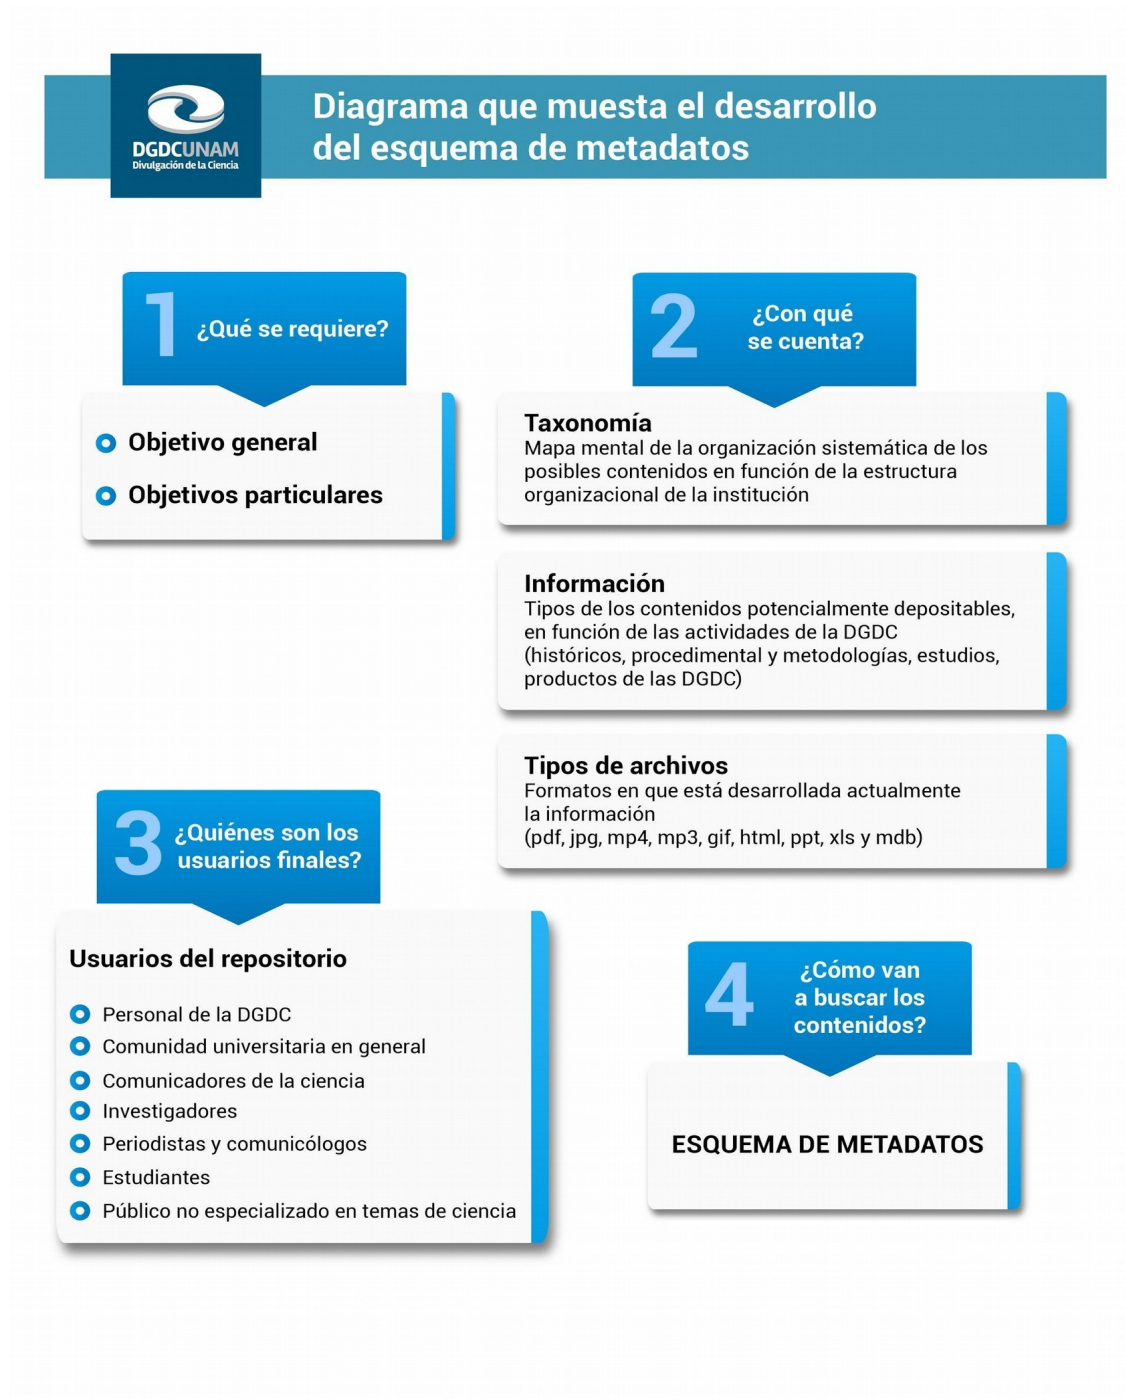 DGDCUNAM
Divulgación de la Ciencia
Diagrama que muesta el desarrollo
del esquema de metadatos
1
¿Qué se requiere?
Objetivo general
Objetivos particulares
2
¿Con qué
se cuenta?
Taxonomía
Mapa mental de la organización sistemática de los
posibles contenidos en función de la estructura
organizacional de la institución
Información
Tipos de los contenidos potencialmente depositables,
en función de las actividades de la DGDC
(históricos, procedimental y metodologías, estudios,
productos de las DGDC)
Tipos de archivos
Formatos en que está desarrollada actualmente
la información
(pdf, jpg, mp4, mp3, gif, html, ppt, xls y mdb)
3
¿Quiénes son los
usuarios finales?
Usuarios del repositorio
Personal de la DGDC
Comunidad universitaria en general
Comunicadores de la ciencia
Investigadores
Periodistas y comunicólogos
Estudiantes
Público no especializado en temas de ciencia
4
¿Cómo van
a buscar los
contenidos?
ESQUEMA DE METADATOS